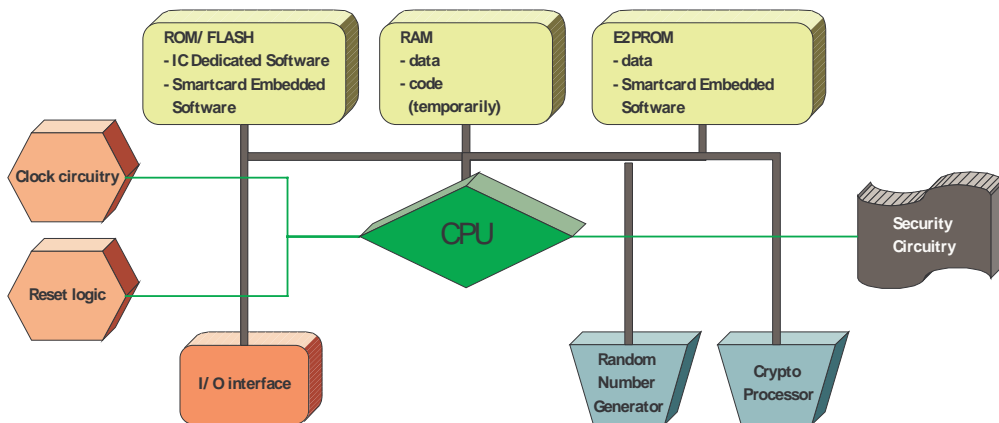 ROM/ FLASH
- IC Dedicated Software
- Smartcard Embedded
Software
RAM
- data
- code
(temporarily)
E2PROM
- data
- Smartcard Embedded
Software
Clock circuitry
CPU
Security
Circuitry
Reset logic
I/ O interface
Random
Number
Generator
Crypto
Processor